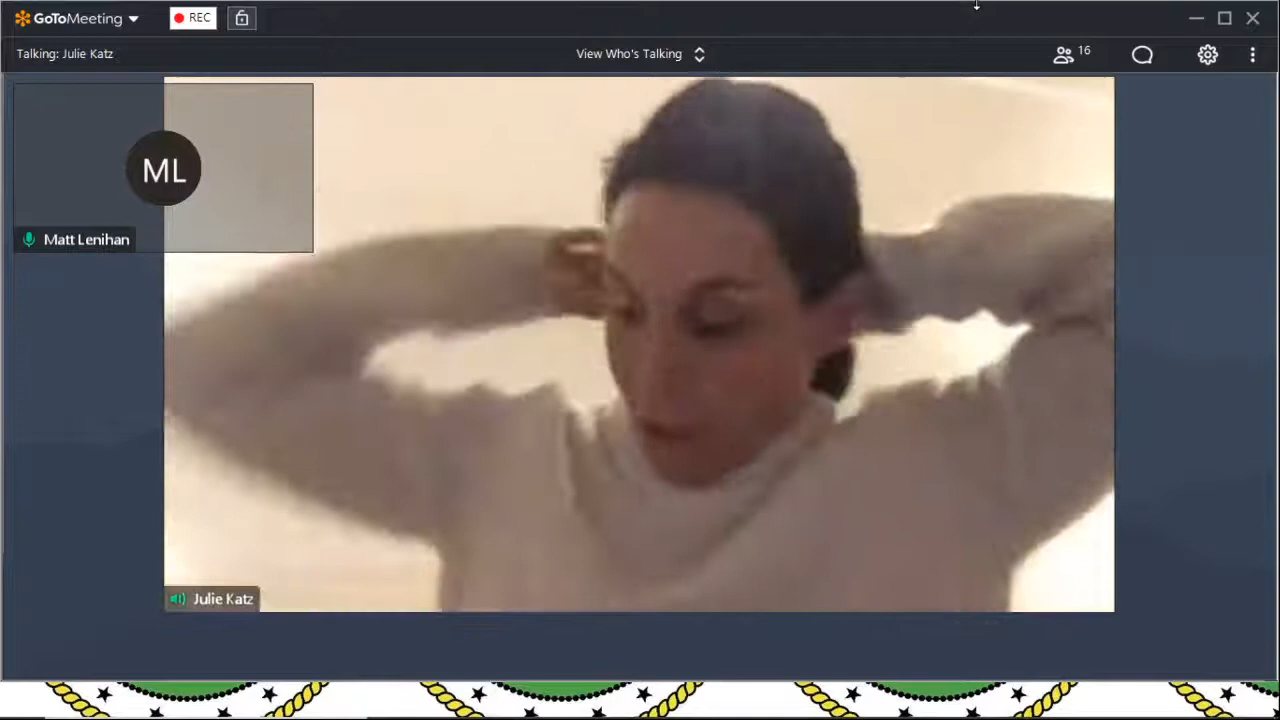 GoToMeeting
REC
Talking: Julie Katz
View Who's Talking
16
ML
Matt Lenihan
Julie Katz